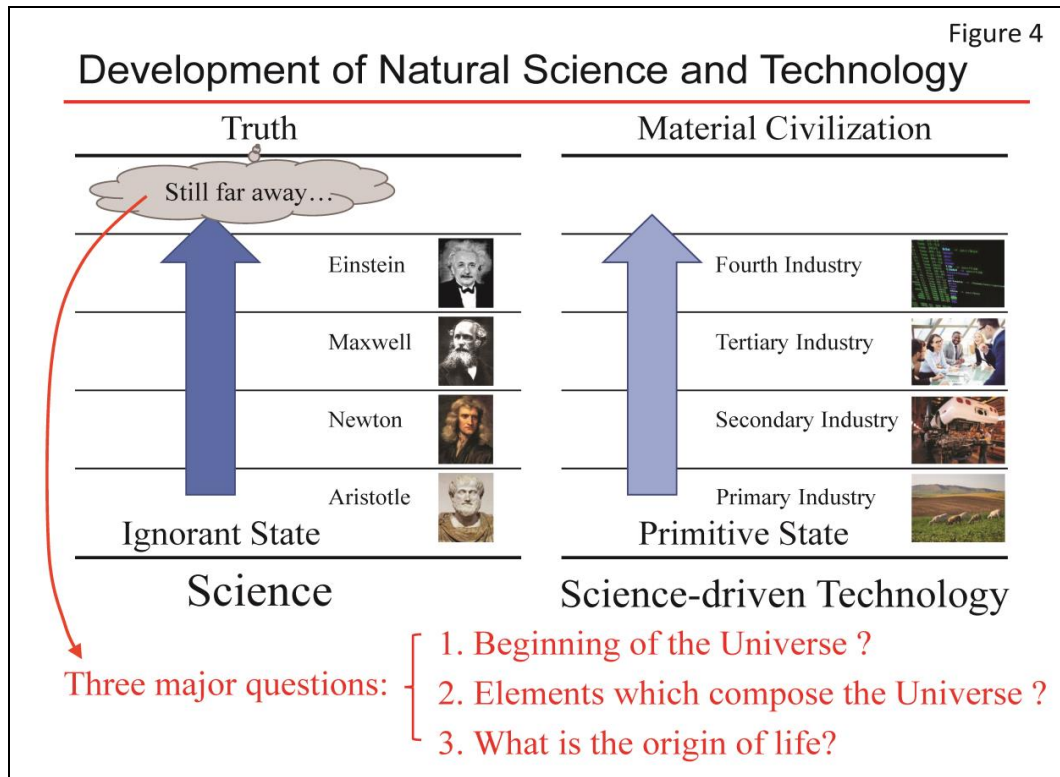 Figure 4
Development of Natural Science and Technology
Truth
Still far away…
Einstein
Maxwell
Newton
Aristotle
Ignorant State
Science
Material Civilization
Fourth Industry
Tertiary Industry
Secondary Industry
Primary Industry
Primitive State
Science-driven Technology
Three major questions:
1. Beginning of the Universe ?
2. Elements which compose the Universe ?
3. What is the origin of life?